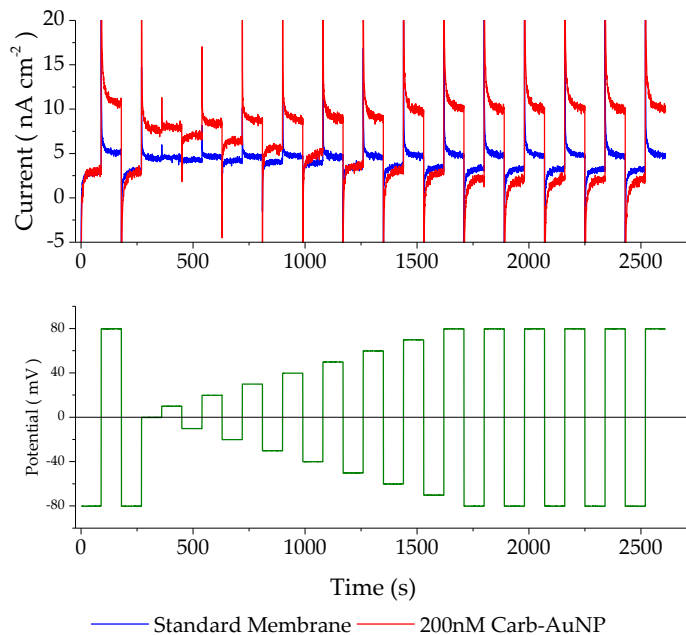 20
15
10
5
0
-5
Current ( nA cm-2 )
0 500 1000 1500 2000 2500
80
40
0
-40
-80
Potential ( mV )
0 500 1000 1500 2000 2500
Time (s)
Standard Membrane 200nM Carb-AuNP